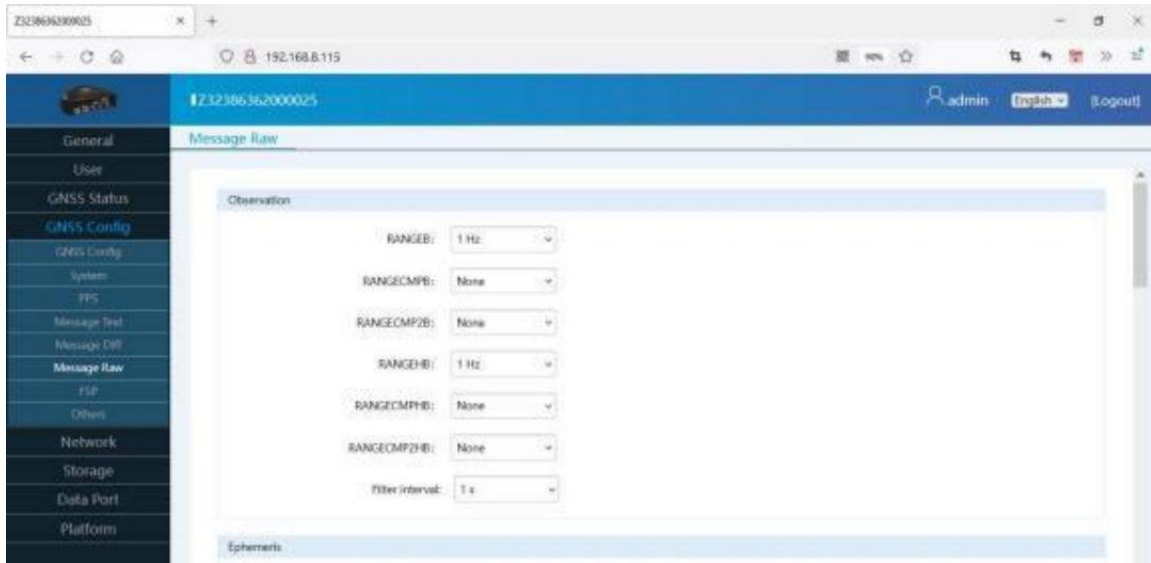 Z32386362000025
192.168.8.115
90%
Z32386362000025
admin
English
[Logout]
General
User
GNSS Status
GNSS Config
GNSS Config
System
PPS
Message Text
Message Diff
Message Raw
Others
Network
Storage
Data Port
Platform
Message Raw
Observation
RANGEB: 1 Hz
RANGECMPB: None
RANGECMP2B: None
RANGEHB: 1 Hz
RANGECMPHB: None
RANGECMP2HB: None
Filter interval: 1 s
Ephemeris